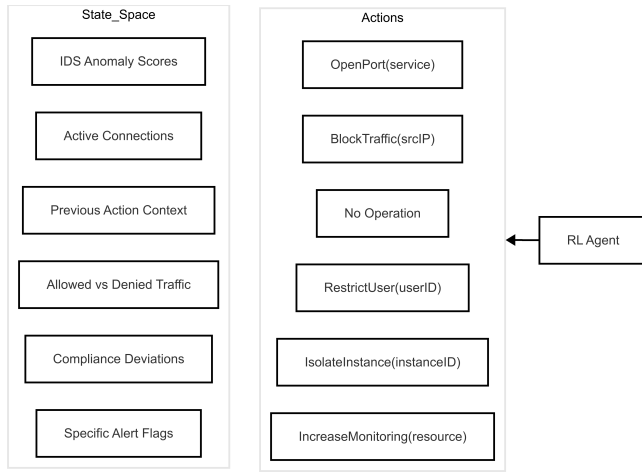 State_Space
IDS Anomaly Scores
Active Connections
Previous Action Context
Allowed vs Denied Traffic
Compliance Deviations
Specific Alert Flags
Actions
OpenPort(service)
BlockTraffic(srcIP)
No Operation
RestrictUser(userID)
IsolateInstance(instanceID)
IncreaseMonitoring(resource)
RL Agent